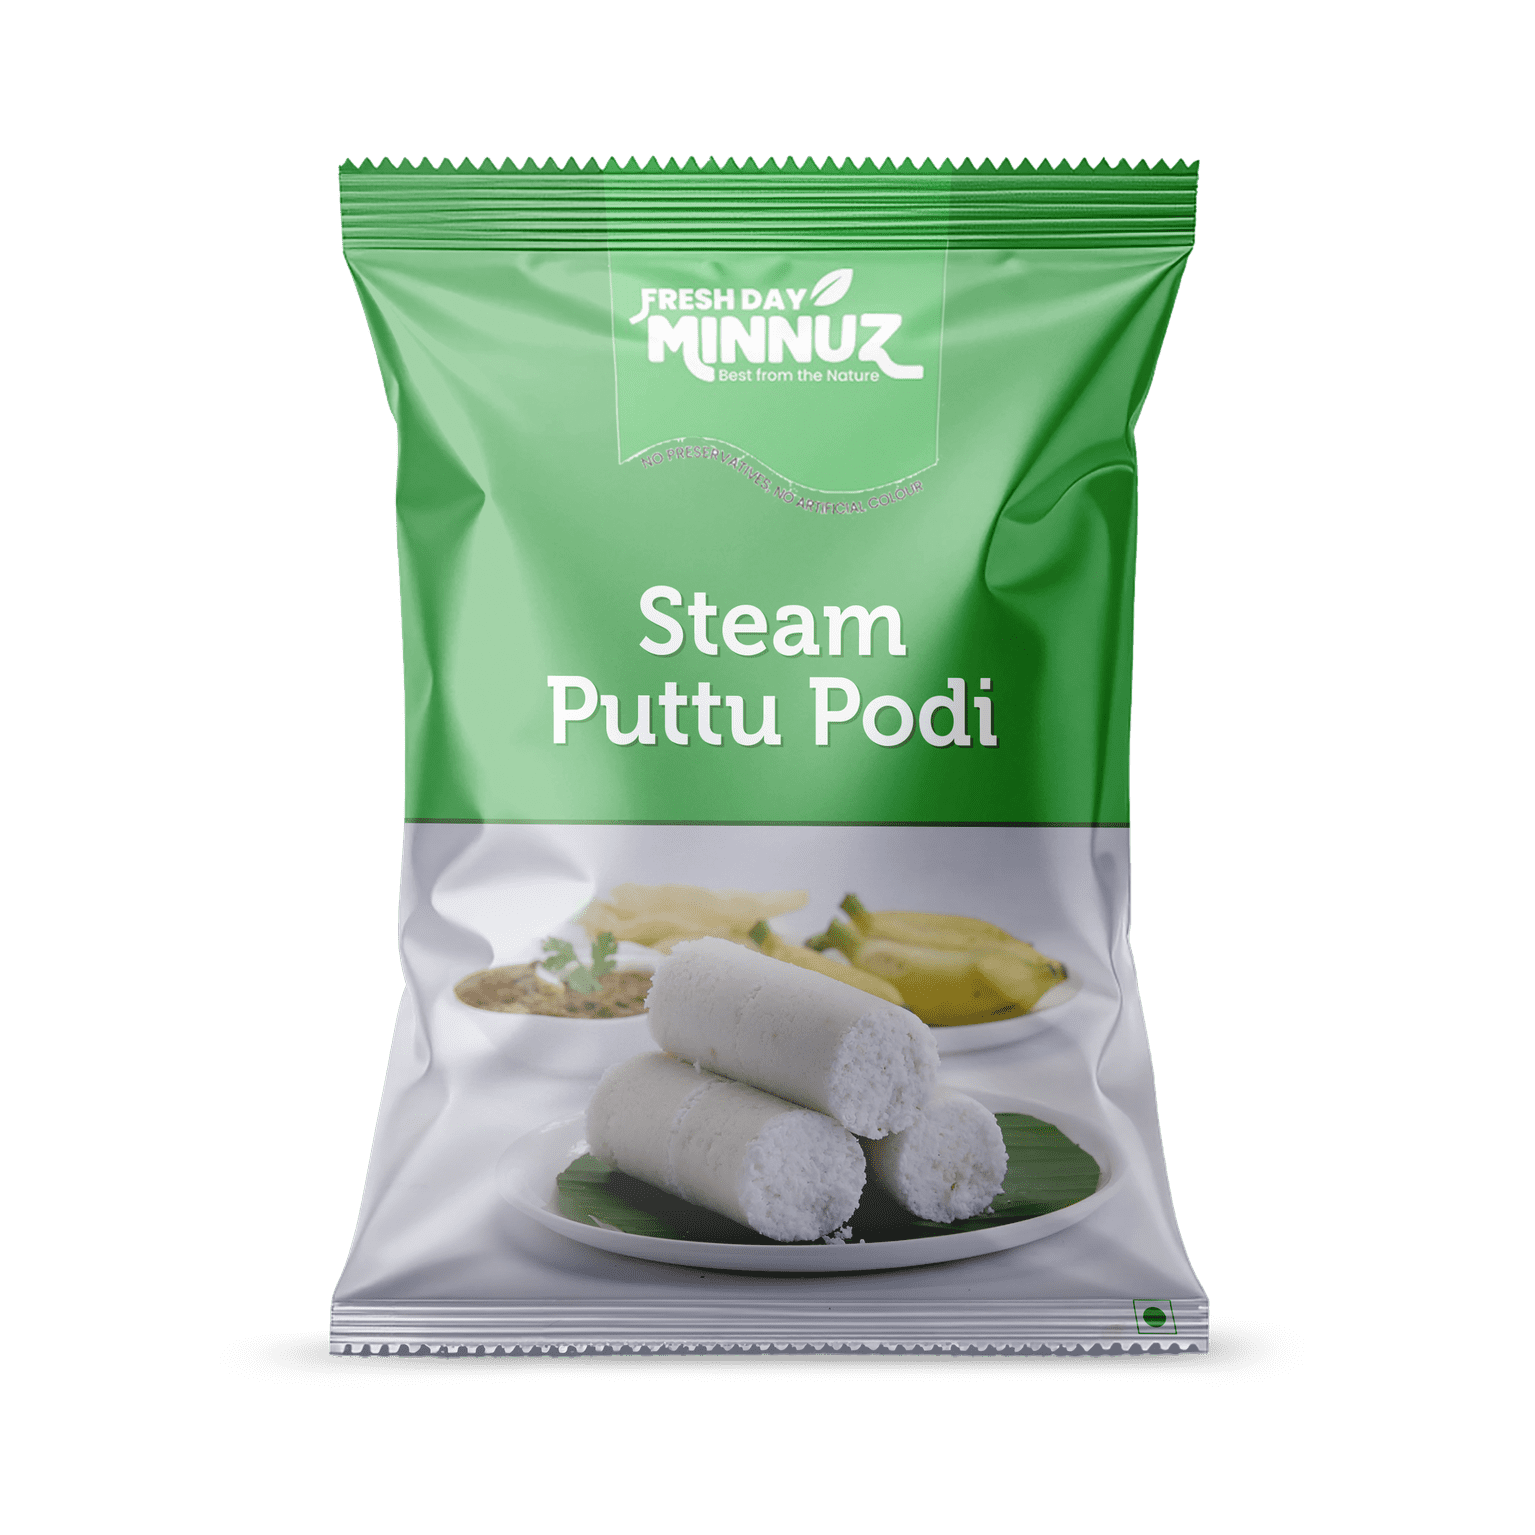 FRESH DAY
MINNUZ
Best from the Nature
NO PRESERVATIVES, NO ARTIFICIAL COLOUR
Steam
Puttu Podi